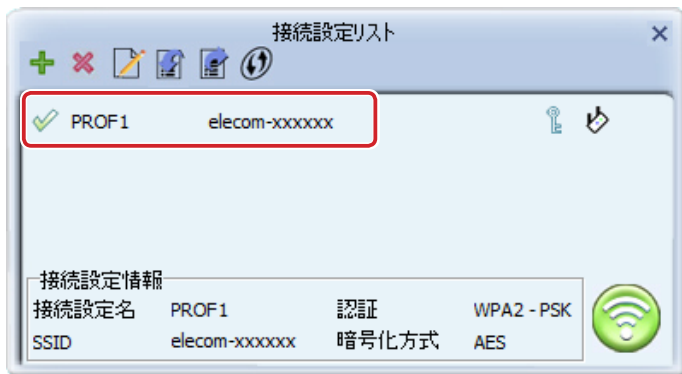 接続設定リスト
PROF1 elecom-xxxxxx
接続設定情報
接続設定名 PROF1 認証 WPA2 - PSK
SSID elecom-xxxxxx 暗号化方式 AES